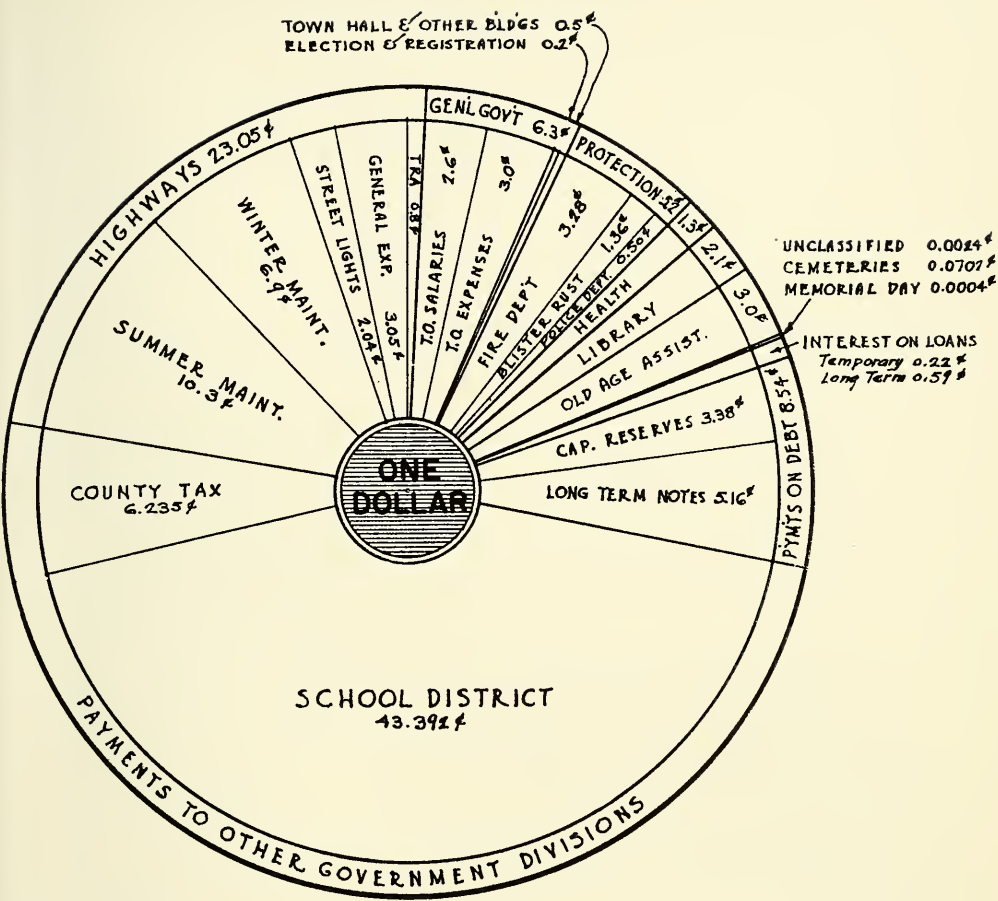 TOWN HALL & OTHER BLDGS 0.5¢
ELECTION & REGISTRATION 0.2¢
HIGHWAYS 23.05¢
GEN'L GOV'T 6.3¢
PROTECTION 5.2
1.3¢
2.1¢
3.0¢
UNCLASSIFIED 0.0024¢
CEMETERIES 0.0707¢
MEMORIAL DAY 0.0004¢
INTEREST ON LOANS
Temporary 0.22¢
Long Term 0.59¢
PYMTS ON DEBT 8.54¢
SUMMER MAINT.
10.3¢
WINTER MAINT.
6.9¢
STREET LIGHTS 2.04¢
GENERAL EXP. 3.05¢
TRA 0.8¢
T.O. SALARIES 2.6¢
T.O. EXPENSES 3.0¢
FIRE DEP'T 3.28¢
BLISTER RUST 1.36¢
POLICE DEPT. 0.50¢
HEALTH
LIBRARY
OLD AGE ASSIST.
CAP. RESERVES 3.38¢
LONG TERM NOTES 5.16¢
COUNTY TAX
6.235¢
ONE
DOLLAR
SCHOOL DISTRICT
43.391¢
PAYMENTS TO OTHER GOVERNMENT DIVISIONS